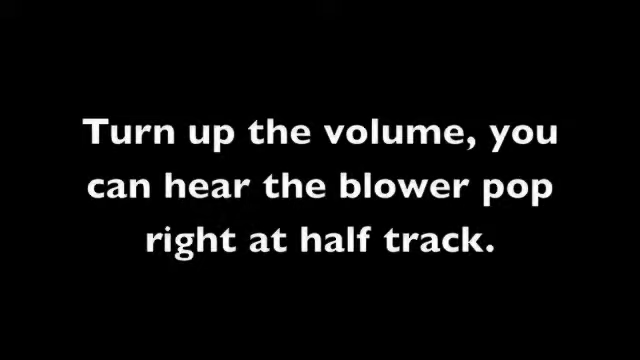 Turn up the volume, you
can hear the blower pop
right at half track.